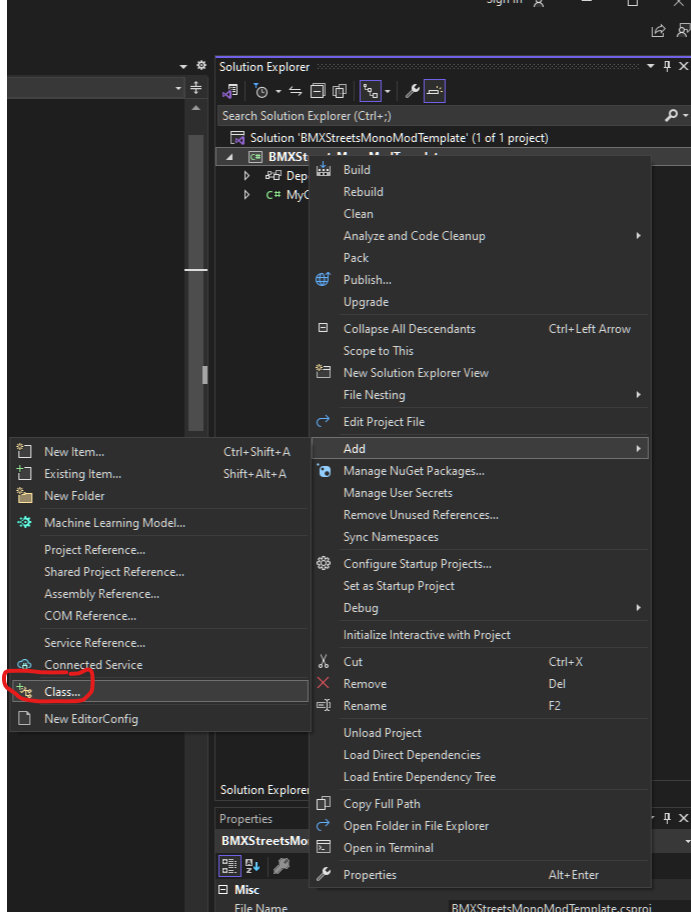 Sign in
Solution Explorer
Search Solution Explorer (Ctrl+;)
Solution 'BMXStreetsMonoModTemplate' (1 of 1 project)
Build
Rebuild
Clean
Analyze and Code Cleanup
Pack
Publish...
Upgrade
Collapse All Descendants Ctrl+Left Arrow
Scope to This
New Solution Explorer View
File Nesting
Edit Project File
Add
Manage NuGet Packages...
Manage User Secrets
Remove Unused References...
Sync Namespaces
Configure Startup Projects...
Set as Startup Project
Debug
Initialize Interactive with Project
Cut Ctrl+X
Remove Del
Rename F2
Unload Project
Load Direct Dependencies
Load Entire Dependency Tree
Copy Full Path
Open Folder in File Explorer
Open in Terminal
Properties Alt+Enter
New Item... Ctrl+Shift+A
Existing Item... Shift+Alt+A
New Folder
Machine Learning Model...
Project Reference...
Shared Project Reference...
Assembly Reference...
COM Reference...
Service Reference...
Connected Service
Class...
New EditorConfig
Solution Explorer
Properties
BMXStreetsMo
Misc
File Name BMXStreetsMonoModTemplate.csproj